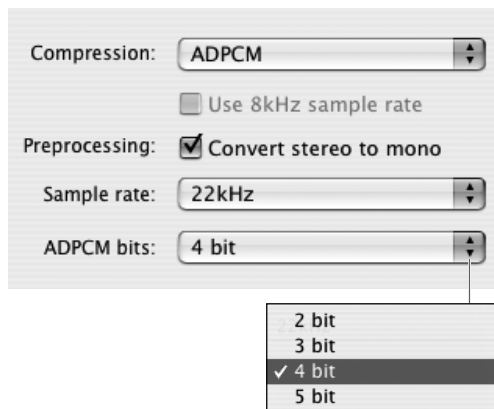 Compression: ADPCM
Use 8kHz sample rate
Preprocessing: Convert stereo to mono
Sample rate: 22kHz
ADPCM bits: 4 bit
2 bit
3 bit
✓ 4 bit
5 bit